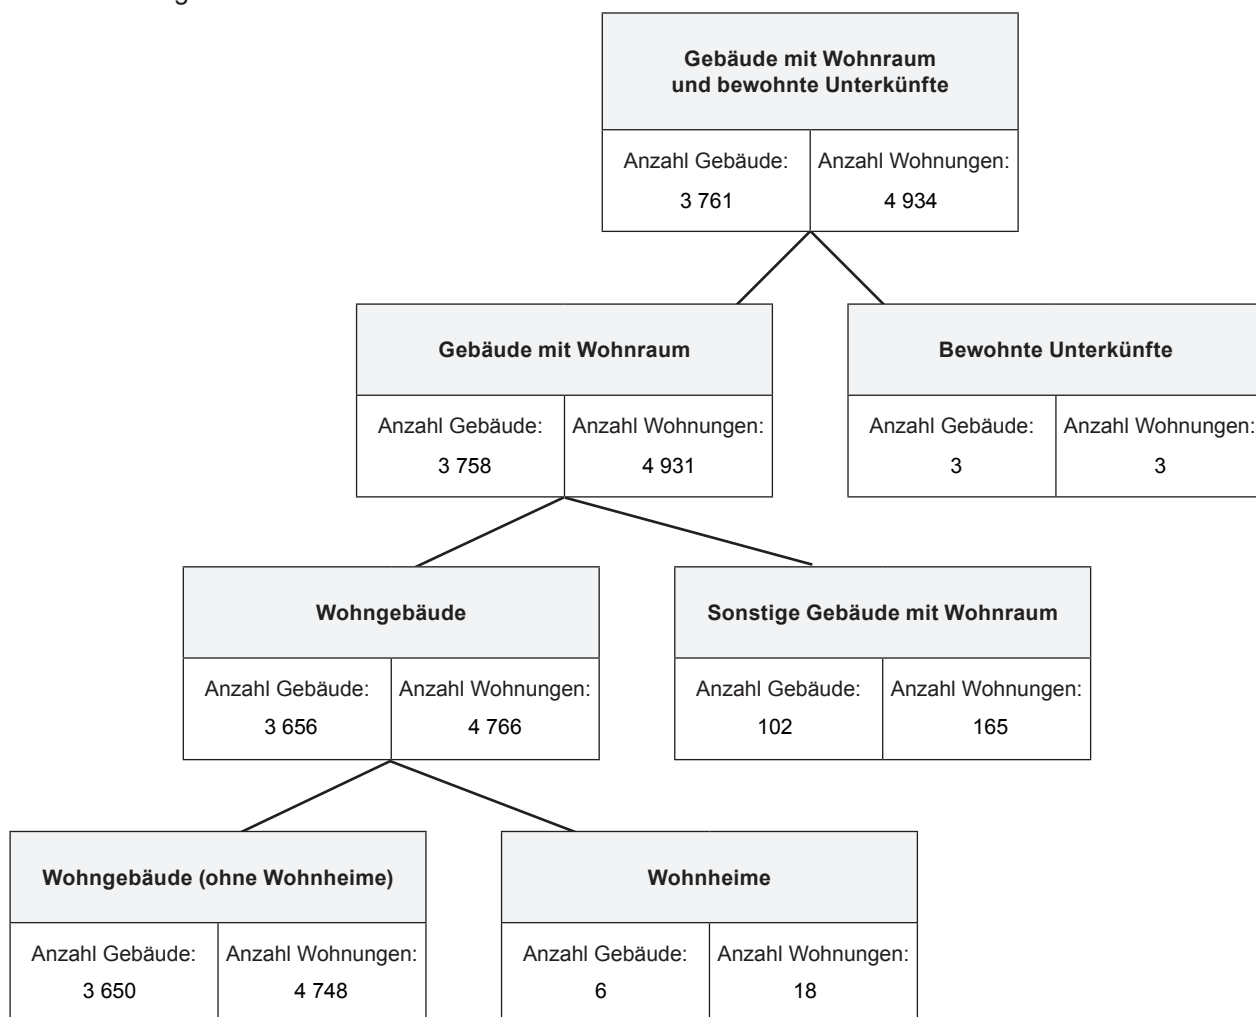 Gebäude mit Wohnraum
und bewohnte Unterkünfte
Anzahl Gebäude: Anzahl Wohnungen:
3 761 4 934
Gebäude mit Wohnraum Bewohnte Unterkünfte
Anzahl Gebäude: Anzahl Wohnungen: Anzahl Gebäude: Anzahl Wohnungen:
3 758 4 931 3 3
Wohngebäude Sonstige Gebäude mit Wohnraum
Anzahl Gebäude: Anzahl Wohnungen: Anzahl Gebäude: Anzahl Wohnungen:
3 656 4 766 102 165
Wohngebäude (ohne Wohnheime) Wohnheime
Anzahl Gebäude: Anzahl Wohnungen: Anzahl Gebäude: Anzahl Wohnungen:
3 650 4 748 6 18